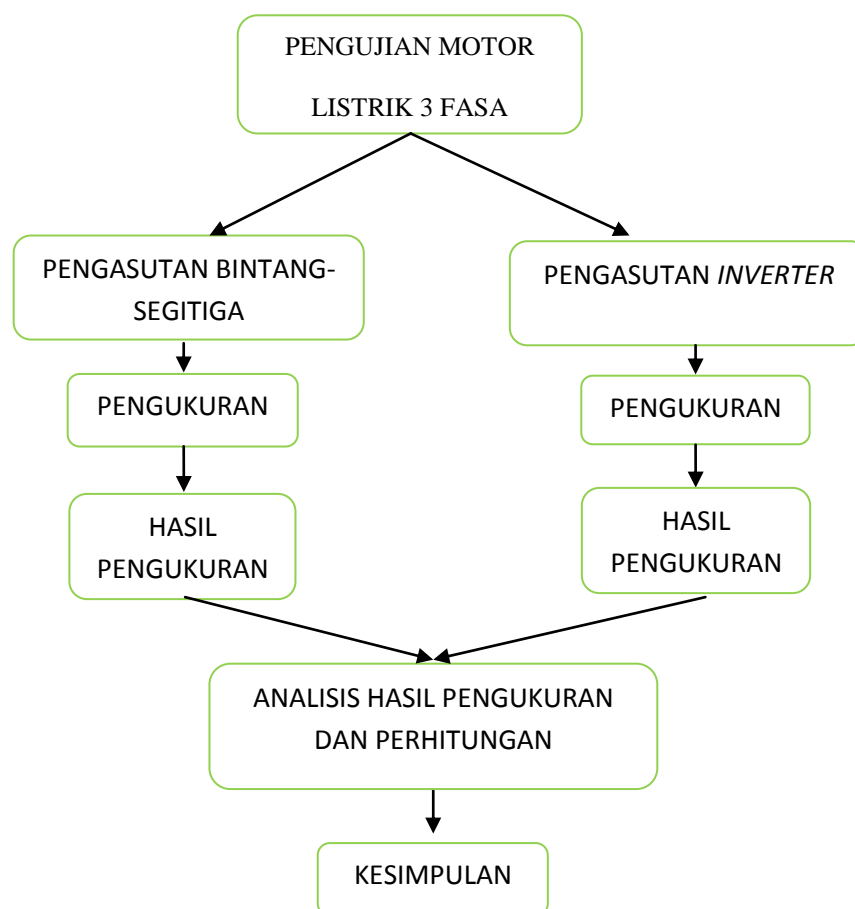 PENGUJIAN MOTOR
LISTRIK 3 FASA
PENGASUTAN BINTANG-
SEGITIGA
PENGASUTAN INVERTER
PENGUKURAN
PENGUKURAN
HASIL
PENGUKURAN
HASIL
PENGUKURAN
ANALISIS HASIL PENGUKURAN
DAN PERHITUNGAN
KESIMPULAN